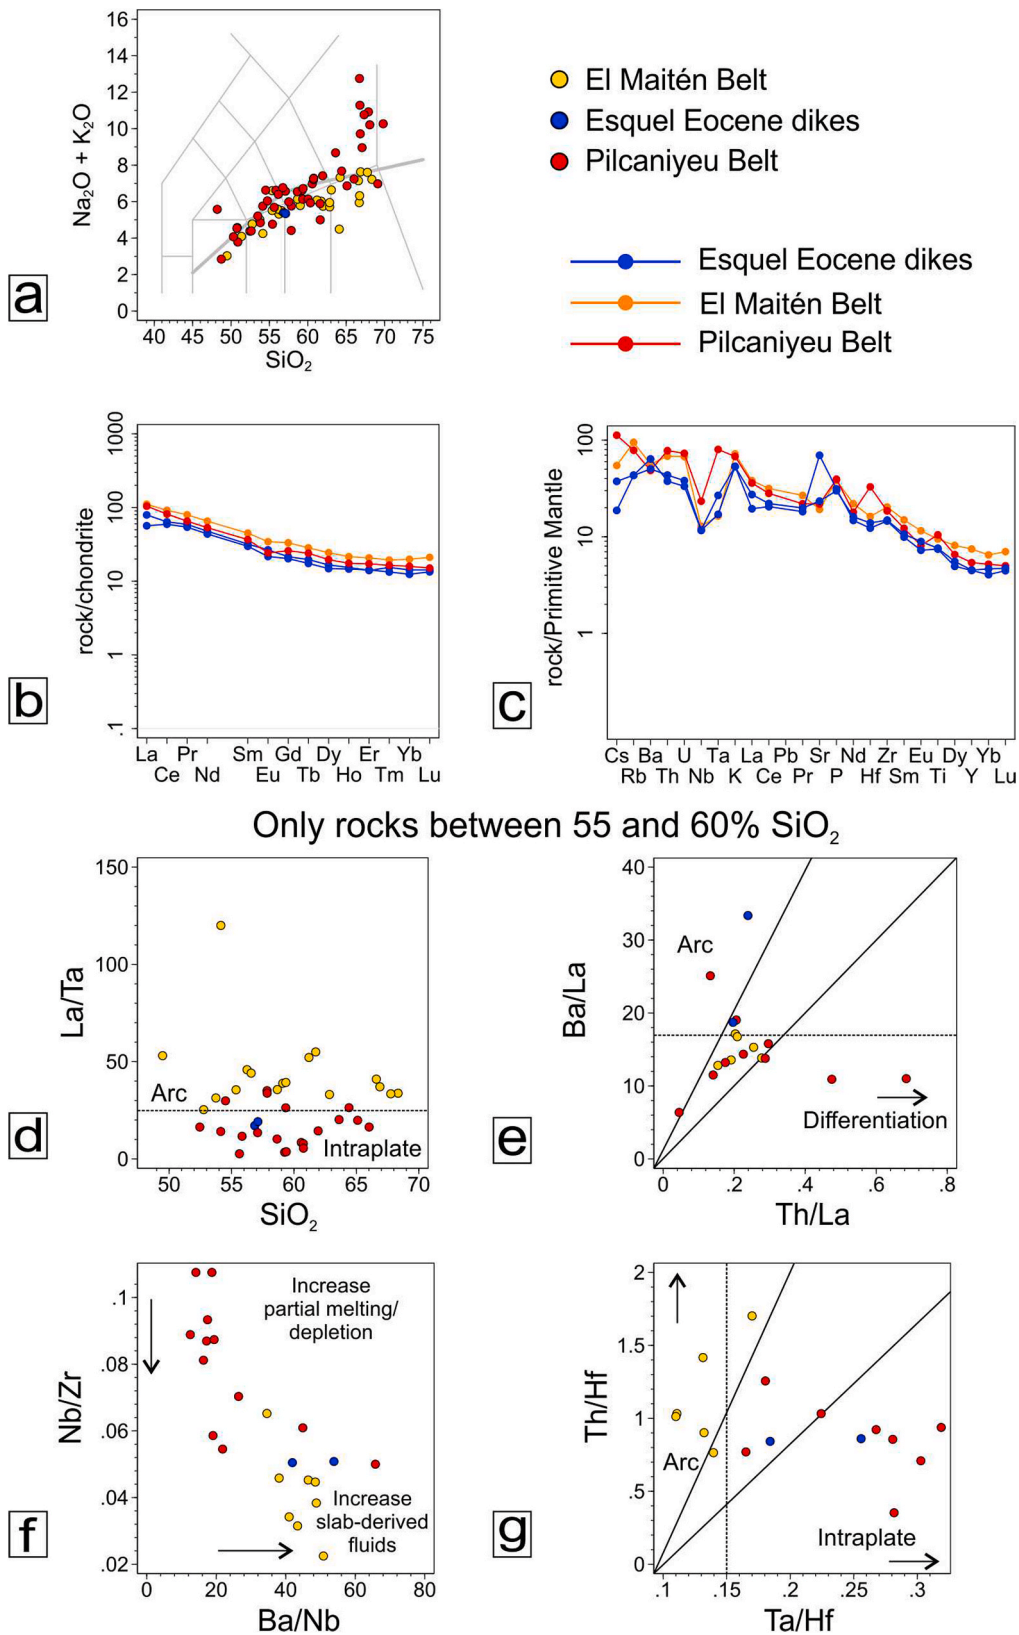 16
14
12
10
8
6
4
2
0
Na₂O + K₂O
40 45 50 55 60 65 70 75
SiO₂
a
El Maitén Belt
Esquel Eocene dikes
Pilcaniyeu Belt
Esquel Eocene dikes
El Maitén Belt
Pilcaniyeu Belt
1000
100
10
1
.1
rock/chondrite
La Pr Sm Gd Dy Er Yb
Ce Nd Eu Tb Ho Tm Lu
b
100
10
1
rock/Primitive Mantle
Cs Ba U Ta La Pb Sr Nd Zr Eu Dy Yb
Rb Th Nb K Ce Pr P Hf Sm Ti Y Lu
c
Only rocks between 55 and 60% SiO₂
150
100
50
0
La/Ta
Arc
Intraplate
50 55 60 65 70
SiO₂
d
40
30
20
10
0
Ba/La
Arc
Differentiation
0 .2 .4 .6 .8
Th/La
e
.1
.08
.06
.04
.02
Nb/Zr
Increase
partial melting/
depletion
Increase
slab-derived
fluids
0 20 40 60 80
Ba/Nb
f
2
1.5
1
.5
0
Th/Hf
Arc
Intraplate
.1 .15 .2 .25 .3
Ta/Hf
g